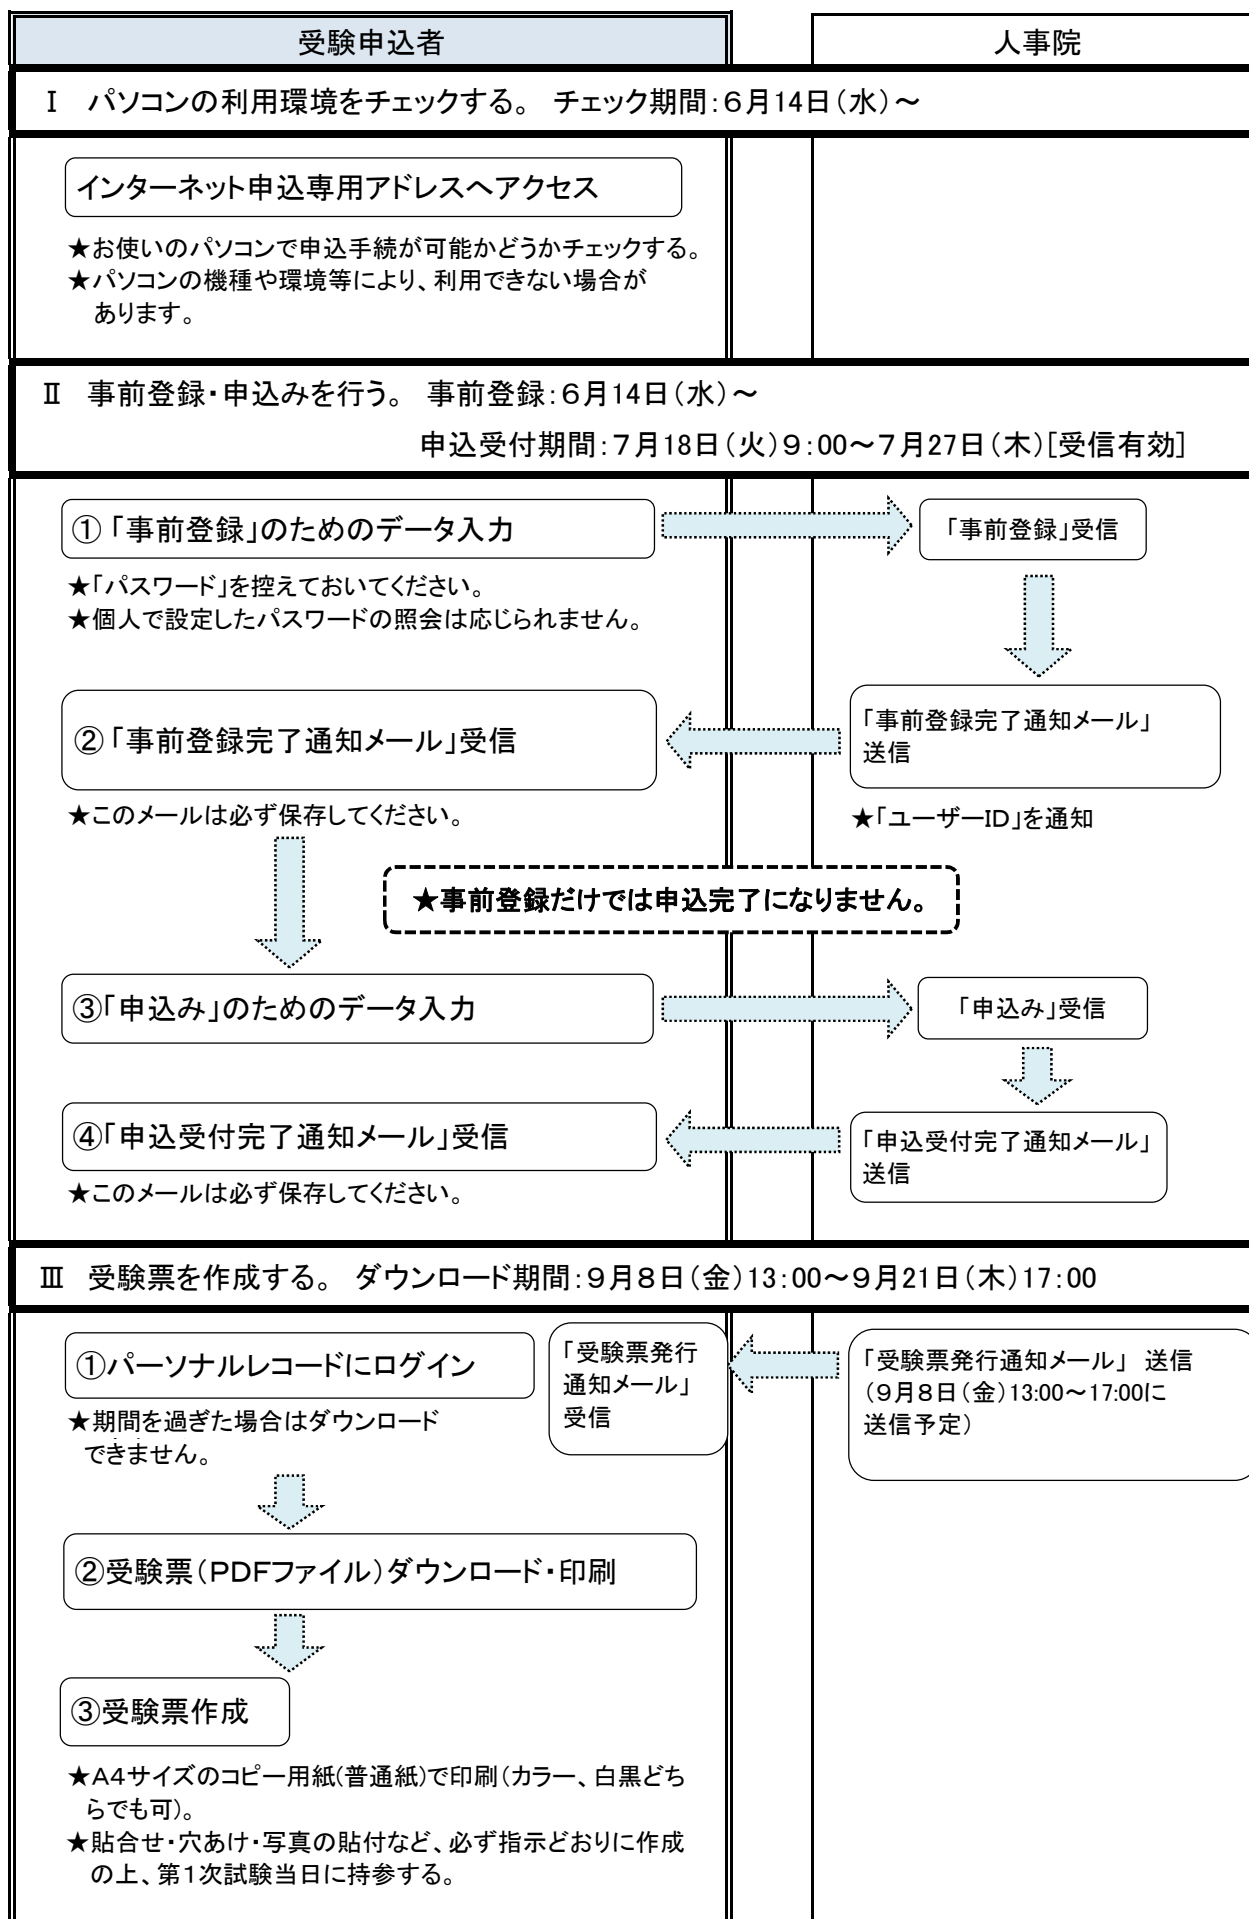 受験申込者
人事院
Ⅰ　パソコンの利用環境をチェックする。　チェック期間：６月14日（水）～
インターネット申込専用アドレスへアクセス
★お使いのパソコンで申込手続が可能かどうかチェックする。
★パソコンの機種や環境等により、利用できない場合が
あります。
Ⅱ　事前登録・申込みを行う。　事前登録：６月14日（水）～
申込受付期間：７月18日（火）９：00～７月27日（木）[受信有効]
①「事前登録」のためのデータ入力
「事前登録」受信
★「パスワード」を控えておいてください。
★個人で設定したパスワードの照会は応じられません。
②「事前登録完了通知メール」受信
「事前登録完了通知メール」
送信
★このメールは必ず保存してください。
★「ユーザーID」を通知
★事前登録だけでは申込完了になりません。
③「申込み」のためのデータ入力
「申込み」受信
④「申込受付完了通知メール」受信
「申込受付完了通知メール」
送信
★このメールは必ず保存してください。
Ⅲ　受験票を作成する。　ダウンロード期間：９月８日（金）13：00～９月21日（木）17：00
①パーソナルレコードにログイン
「受験票発行
通知メール」
受信
「受験票発行通知メール」　送信
（９月８日（金）13:00～17:00に
送信予定）
★期間を過ぎた場合はダウンロード
できません。
②受験票（ＰＤＦファイル）ダウンロード・印刷
③受験票作成
★Ａ４サイズのコピー用紙(普通紙)で印刷（カラー、白黒どち
らでも可）。
★貼合せ・穴あけ・写真の貼付など、必ず指示どおりに作成
の上、第１次試験当日に持参する。